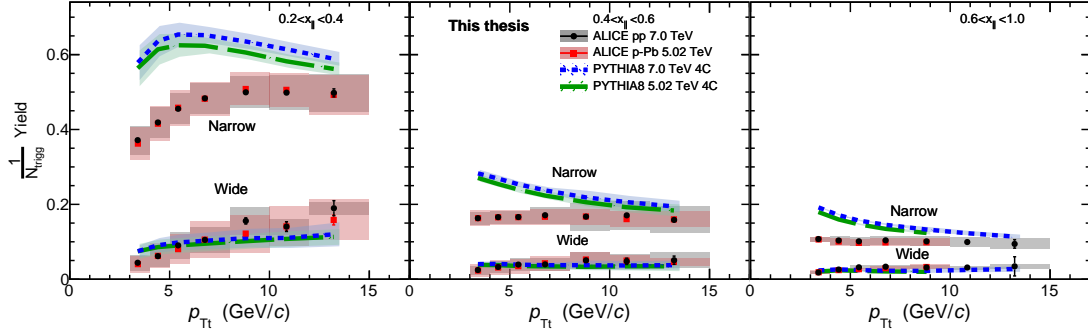 0.2<x||<0.4
This thesis
0.4<x||<0.6
0.6<x||<1.0
ALICE pp 7.0 TeV
ALICE p-Pb 5.02 TeV
PYTHIA8 7.0 TeV 4C
PYTHIA8 5.02 TeV 4C
1/Ntrigg Yield
0.6
0.4
0.2
0
Narrow
Wide
Narrow
Wide
Narrow
Wide
0 5 10 15
0 5 10 15
0 5 10 15
pTt (GeV/c)
pTt (GeV/c)
pTt (GeV/c)